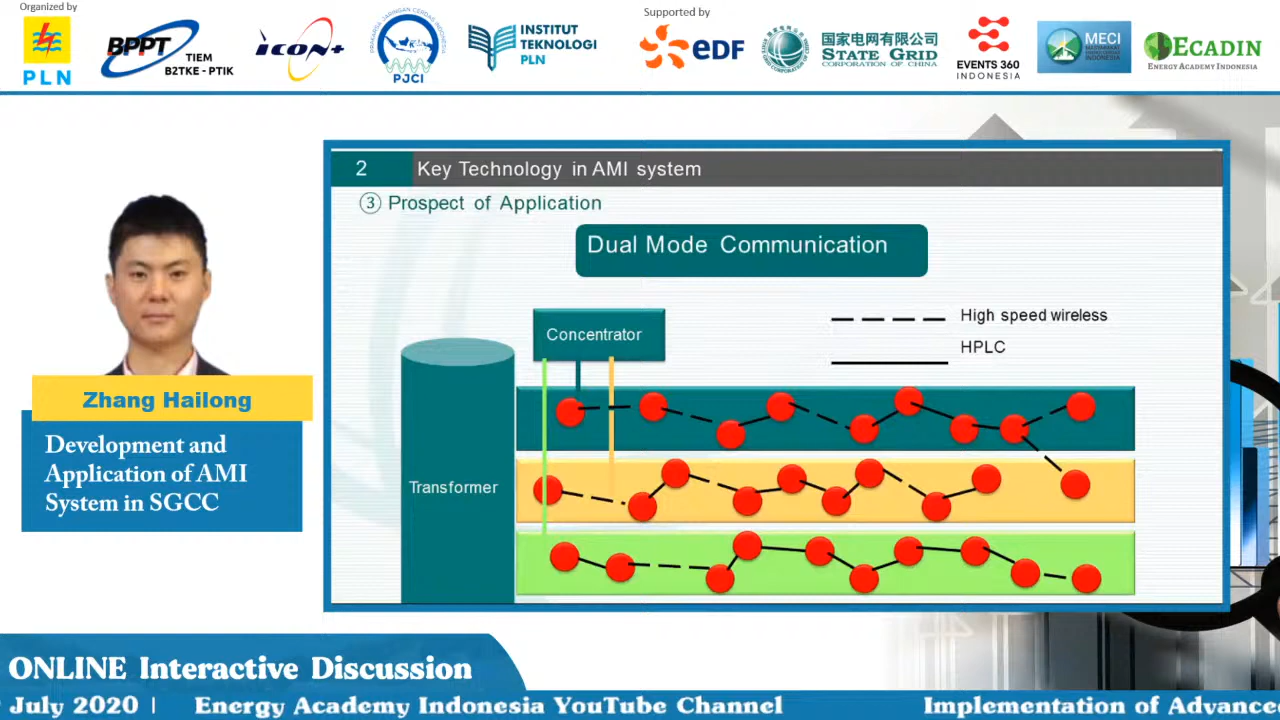 Organized by
PLN
BPPT
TIEM
B2TKE - PTIK
icon+
PRAKARSA JARINGAN CERDAS INDONESIA
PJCI
INSTITUT
TEKNOLOGI
PLN
Supported by
eDF
国家电网有限公司
STATE GRID
CORPORATION OF CHINA
EVENTS 360
INDONESIA
MECI
ECADIN
ENERGY ACADEMY INDONESIA
2 Key Technology in AMI system
③ Prospect of Application
Dual Mode Communication
Concentrator
High speed wireless
HPLC
Transformer
Zhang Hailong
Development and
Application of AMI
System in SGCC
ONLINE Interactive Discussion
July 2020 | Energy Academy Indonesia YouTube Channel Implementation of Advance